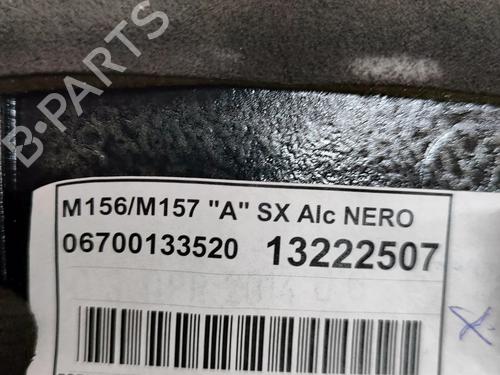 B-PARTS
M156/M157 "A" SX Alc NERO
06700133520 13222507